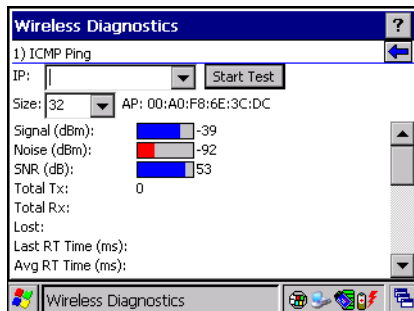 Wireless Diagnostics ?
1) ICMP Ping
IP: Start Test
Size: 32 AP: 00:A0:F8:6E:3C:DC
Signal (dBm): -39
Noise (dBm): -92
SNR (dB): 53
Total Tx: 0
Total Rx:
Lost:
Last RT Time (ms):
Avg RT Time (ms):
Wireless Diagnostics